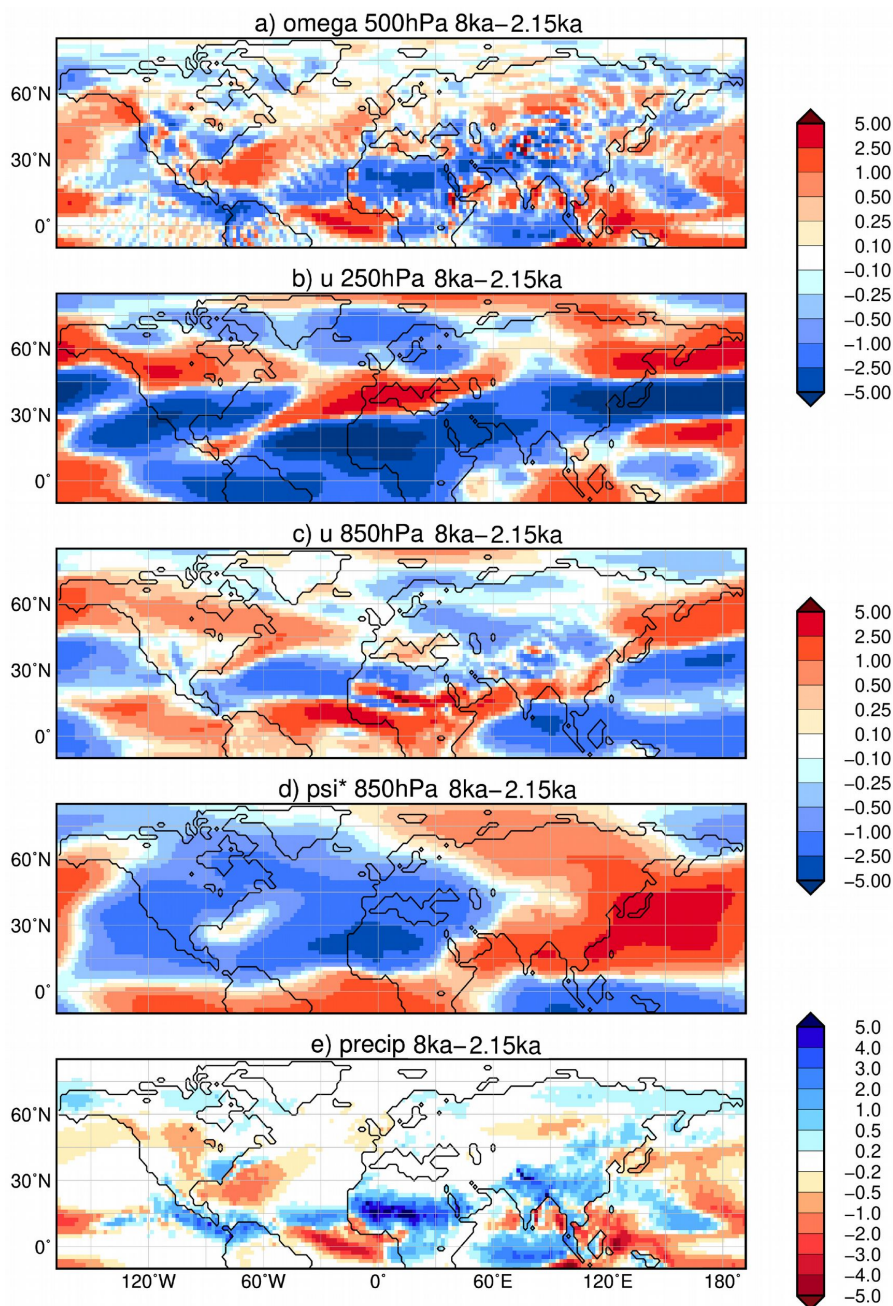 a) omega 500hPa 8ka−2.15ka
60°N
30°N
0°
5.00
2.50
1.00
0.50
0.25
0.10
−0.10
−0.25
−0.50
−1.00
−2.50
−5.00
b) u 250hPa 8ka−2.15ka
60°N
30°N
0°
c) u 850hPa 8ka−2.15ka
60°N
30°N
0°
5.00
2.50
1.00
0.50
0.25
0.10
−0.10
−0.25
−0.50
−1.00
−2.50
−5.00
d) psi* 850hPa 8ka−2.15ka
60°N
30°N
0°
e) precip 8ka−2.15ka
60°N
30°N
0°
120°W 60°W 0° 60°E 120°E 180°
5.0
4.0
3.0
2.0
1.0
0.5
0.2
−0.2
−0.5
−1.0
−2.0
−3.0
−4.0
−5.0